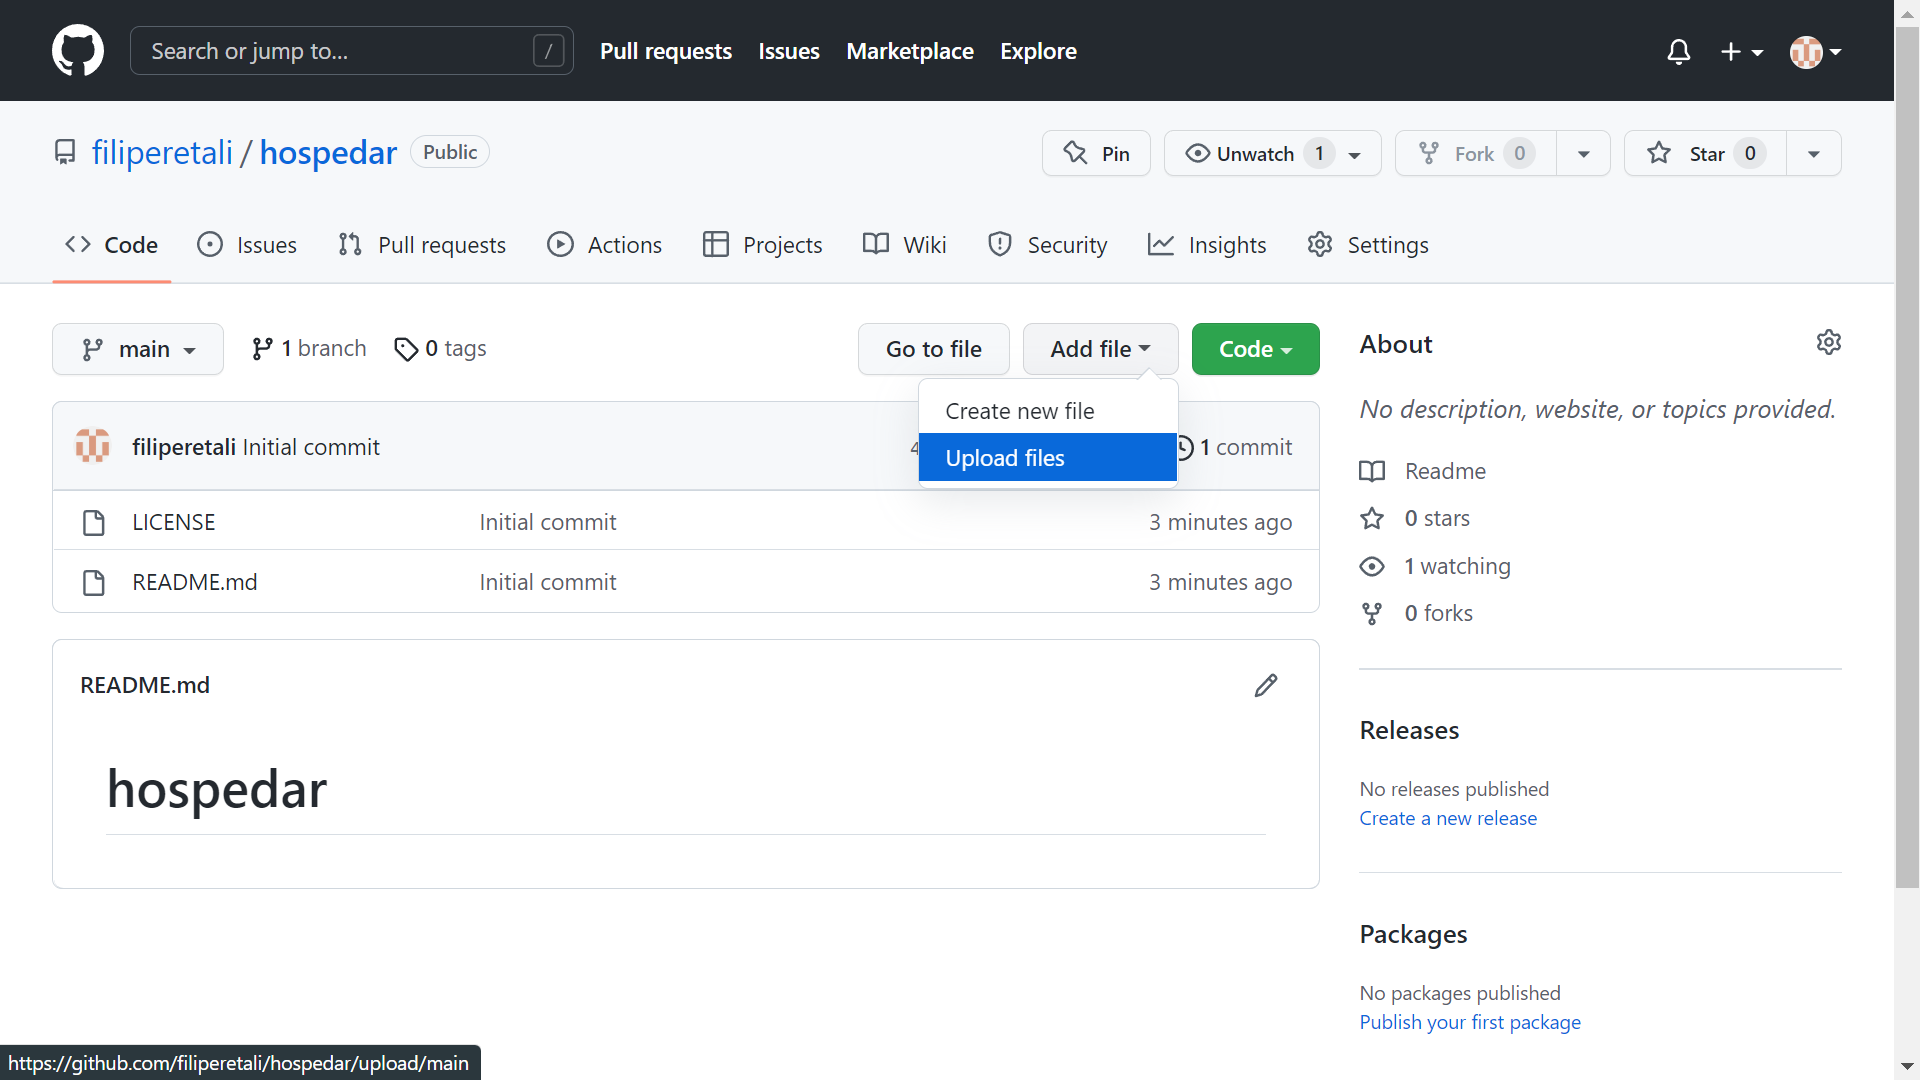 Search or jump to... /
Pull requests Issues Marketplace Explore
filiperetali / hospedar Public
Pin Unwatch 1 Fork 0 Star 0
Code Issues Pull requests Actions Projects Wiki Security Insights Settings
main 1 branch 0 tags Go to file Add file Code
Create new file
Upload files
filiperetali Initial commit 4 1 commit
LICENSE Initial commit 3 minutes ago
README.md Initial commit 3 minutes ago
README.md
hospedar
About
No description, website, or topics provided.
Readme
0 stars
1 watching
0 forks
Releases
No releases published
Create a new release
Packages
No packages published
Publish your first package
https://github.com/filiperetali/hospedar/upload/main